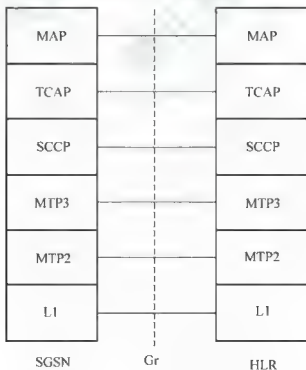 MAP MAP
TCAP TCAP
SCCP SCCP
MTP3 MTP3
MTP2 MTP2
L1 L1
SGSN Gr HLR